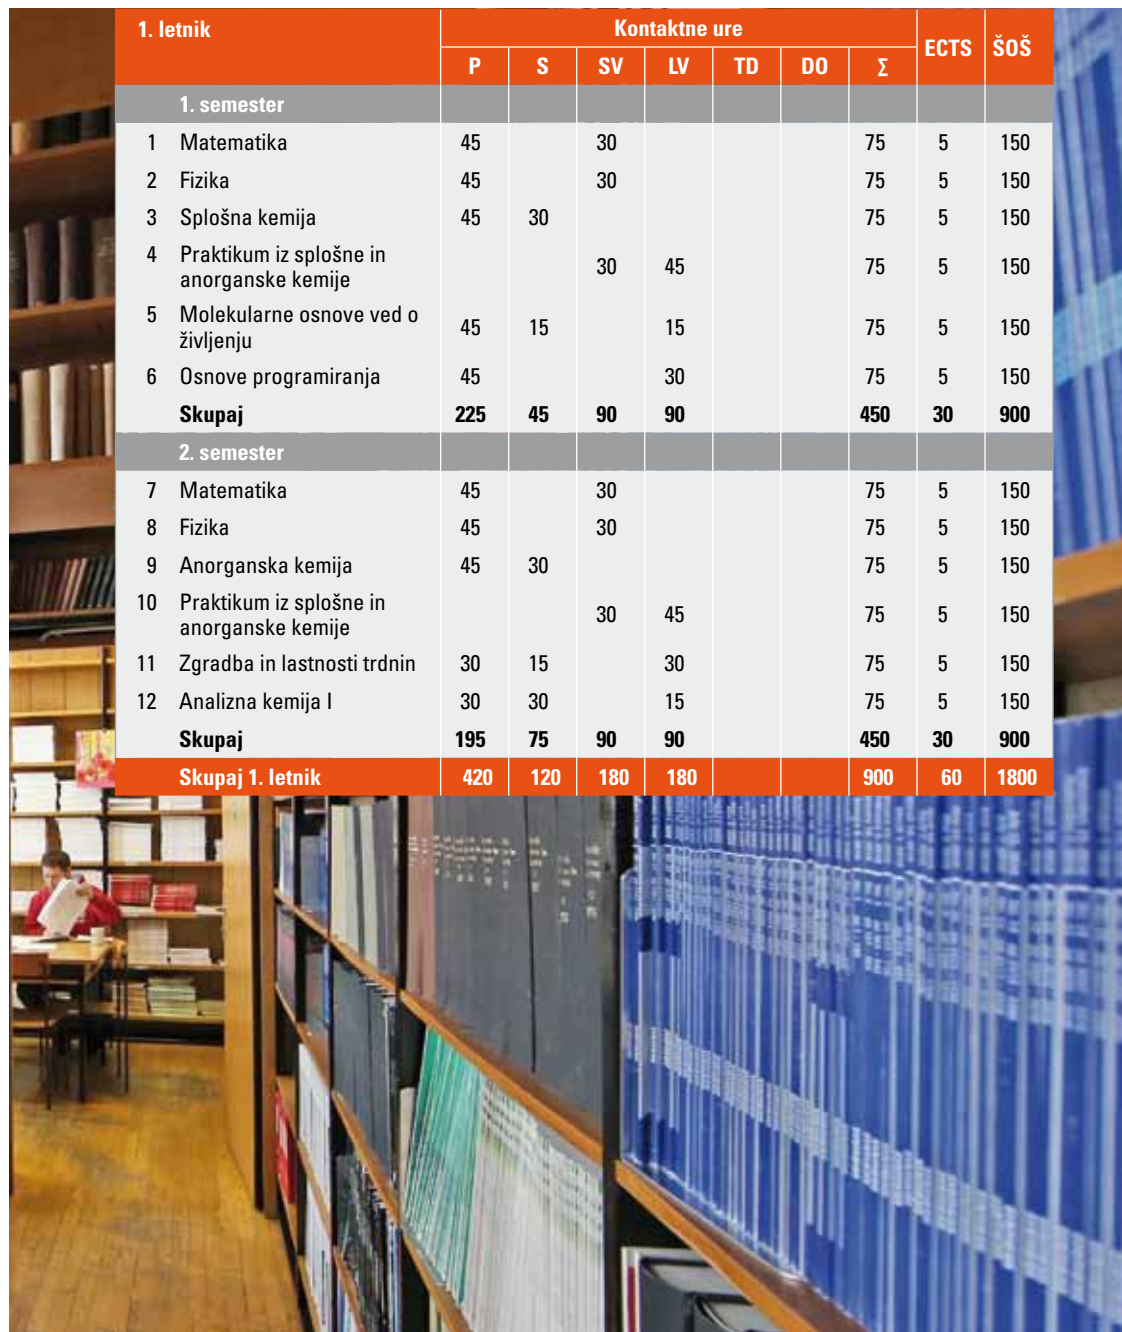 1. letnik Kontaktne ure ECTS ŠOŠ
P S SV LV TD DO Σ
1. semester
1 Matematika 45 30 75 5 150
2 Fizika 45 30 75 5 150
3 Splošna kemija 45 30 75 5 150
4 Praktikum iz splošne in
anorganske kemije 30 45 75 5 150
5 Molekularne osnove ved o
življenju 45 15 15 75 5 150
6 Osnove programiranja 45 30 75 5 150
Skupaj 225 45 90 90 450 30 900
2. semester
7 Matematika 45 30 75 5 150
8 Fizika 45 30 75 5 150
9 Anorganska kemija 45 30 75 5 150
10 Praktikum iz splošne in
anorganske kemije 30 45 75 5 150
11 Zgradba in lastnosti trdnin 30 15 30 75 5 150
12 Analizna kemija I 30 30 15 75 5 150
Skupaj 195 75 90 90 450 30 900
Skupaj 1. letnik 420 120 180 180 900 60 1800